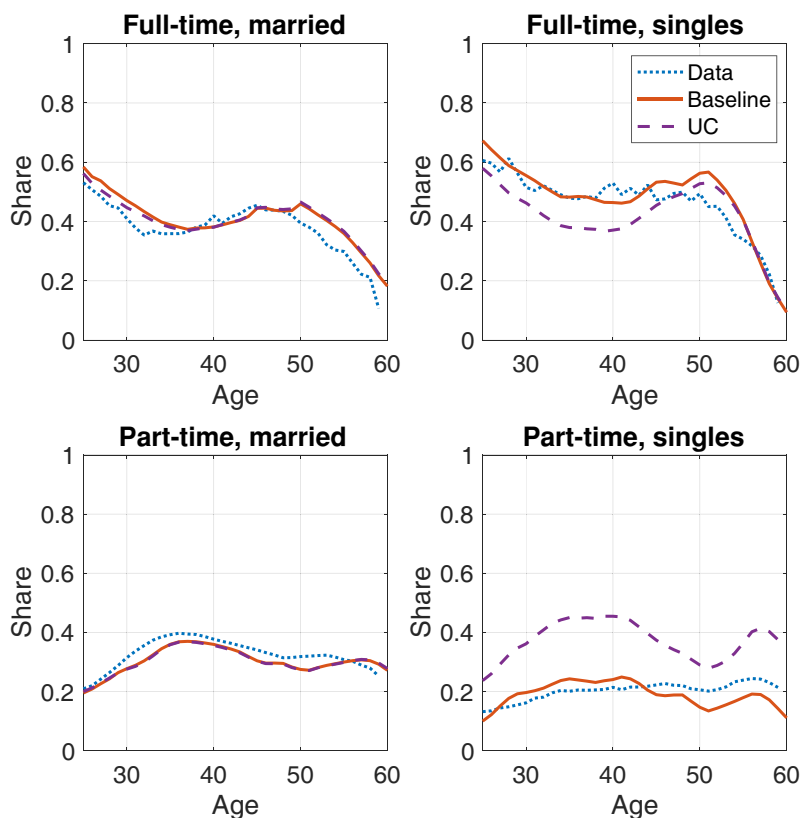 Full-time, married
1
0.8
0.6
0.4
0.2
0
Share
30 40 50 60
Age
Full-time, singles
Data
Baseline
UC
1
0.8
0.6
0.4
0.2
0
Share
30 40 50 60
Age
Part-time, married
1
0.8
0.6
0.4
0.2
0
Share
30 40 50 60
Age
Part-time, singles
1
0.8
0.6
0.4
0.2
0
Share
30 40 50 60
Age